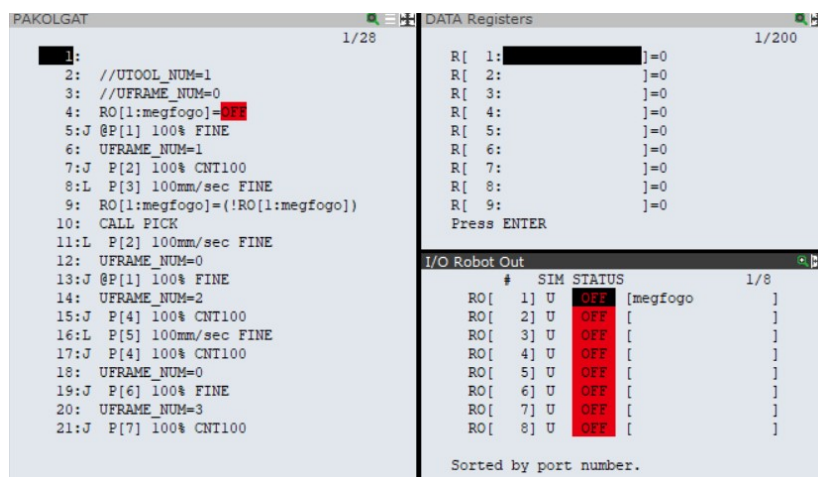 PAKOLGAT
1/28
1:
2: //UTOOL_NUM=1
3: //UFRAME_NUM=0
4: RO[1:megfogo]=OFF
5:J @P[1] 100% FINE
6: UFRAME_NUM=1
7:J P[2] 100% CNT100
8:L P[3] 100mm/sec FINE
9: RO[1:megfogo]=(!RO[1:megfogo])
10: CALL PICK
11:L P[2] 100mm/sec FINE
12: UFRAME_NUM=0
13:J @P[1] 100% FINE
14: UFRAME_NUM=2
15:J P[4] 100% CNT100
16:L P[5] 100mm/sec FINE
17:J P[4] 100% CNT100
18: UFRAME_NUM=0
19:J P[6] 100% FINE
20: UFRAME_NUM=3
21:J P[7] 100% CNT100
DATA Registers
1/200
R[ 1: ]=0
R[ 2: ]=0
R[ 3: ]=0
R[ 4: ]=0
R[ 5: ]=0
R[ 6: ]=0
R[ 7: ]=0
R[ 8: ]=0
R[ 9: ]=0
Press ENTER
I/O Robot Out
# SIM STATUS 1/8
RO[ 1] U OFF [megfogo ]
RO[ 2] U OFF [ ]
RO[ 3] U OFF [ ]
RO[ 4] U OFF [ ]
RO[ 5] U OFF [ ]
RO[ 6] U OFF [ ]
RO[ 7] U OFF [ ]
RO[ 8] U OFF [ ]
Sorted by port number.